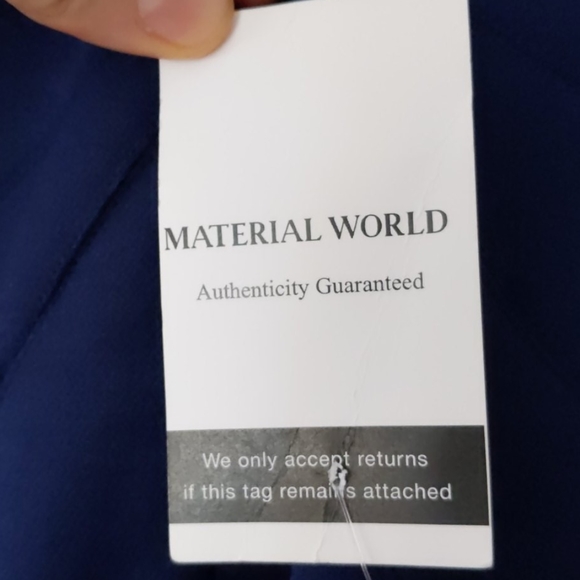 MATERIAL WORLD
Authenticity Guaranteed
We only accept returns
if this tag remains attached